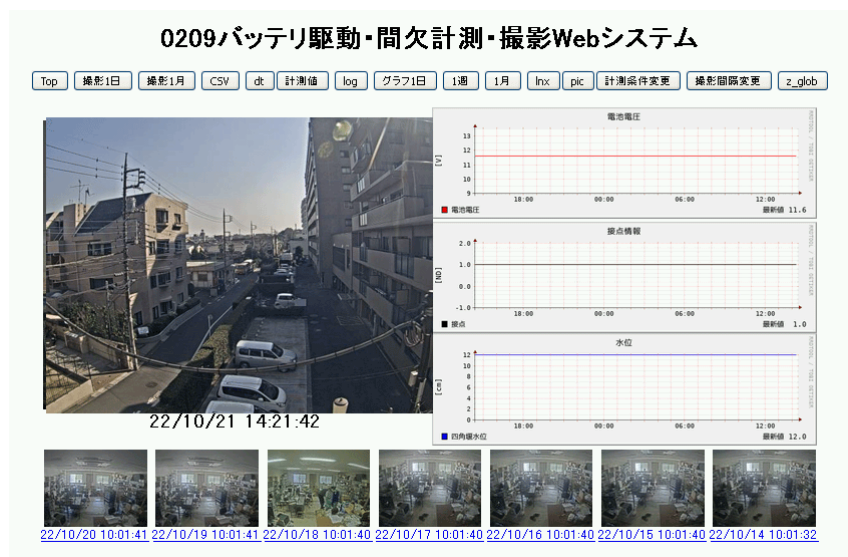 0209バッテリ駆動・間欠計測・撮影Webシステム
Top 撮影1日 撮影1月 CSV dt 計測値 log グラフ1日 1週 1月 lnx pic 計測条件変更 撮影間隔変更 z_glob
電池電圧
[V]
13
12
11
10
9
18:00 00:00 06:00 12:00
電池電圧 最新値 11.6
RRDTOOL / TOBI OETIKER
接点情報
[ND]
2.0
1.0
0.0
-1.0
18:00 00:00 06:00 12:00
接点 最新値 1.0
RRDTOOL / TOBI OETIKER
水位
[cm]
12
10
8
6
4
2
0
18:00 00:00 06:00 12:00
四角堰水位 最新値 12.0
RRDTOOL / TOBI OETIKER
22/10/21 14:21:42
22/10/20 10:01:41 22/10/19 10:01:41 22/10/18 10:01:40 22/10/17 10:01:40 22/10/16 10:01:40 22/10/15 10:01:40 22/10/14 10:01:32